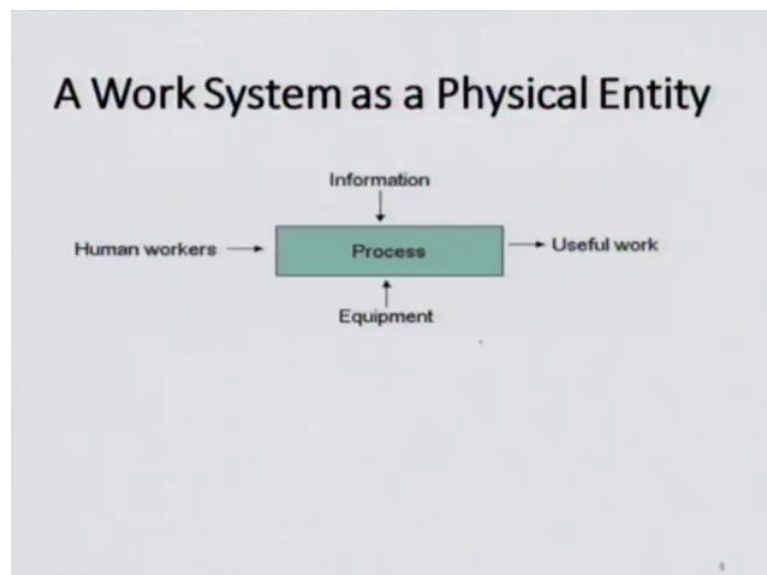 A Work System as a Physical Entity
Information
Human workers
Process
Useful work
Equipment
4